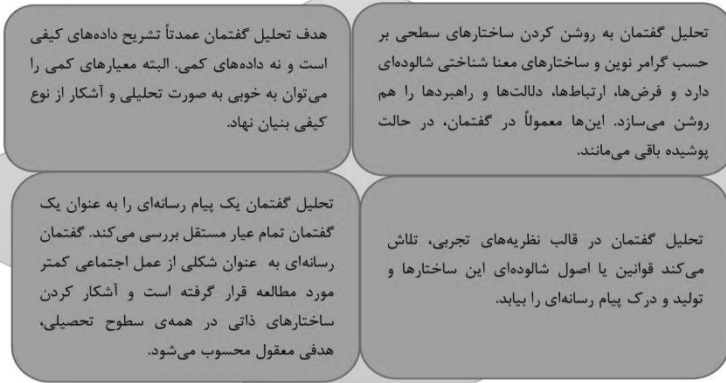 تحلیل گفتمان به روشن کردن ساختارهای سطحی بر
حسب گرامر نوین و ساختارهای معنا شناختی شالوده‌ای
دارد و فرض‌ها، ارتباط‌ها، دلالت‌ها و راهبردها را هم
روشن می‌سازد. این‌ها معمولاً در گفتمان، در حالت
پوشیده باقی می‌مانند.
هدف تحلیل گفتمان عمدتاً تشریح داده‌های کیفی
است و نه داده‌های کمی. البته معیارهای کمی را
می‌توان به خوبی به صورت تحلیلی و آشکار از نوع
کیفی بنیان نهاد.
تحلیل گفتمان در قالب نظریه‌های تجربی، تلاش
می‌کند قوانین یا اصول شالوده‌ای این ساختارها و
تولید و درک پیام رسانه‌ای را بیابد.
تحلیل گفتمان یک پیام رسانه‌ای را به عنوان یک
گفتمان تمام عیار مستقل بررسی می‌کند. گفتمان
رسانه‌ای به عنوان شکلی از عمل اجتماعی کمتر
مورد مطالعه قرار گرفته است و آشکار کردن
ساختارهای ذاتی در همه‌ی سطوح تحصیلی،
هدفی معقول محسوب می‌شود.